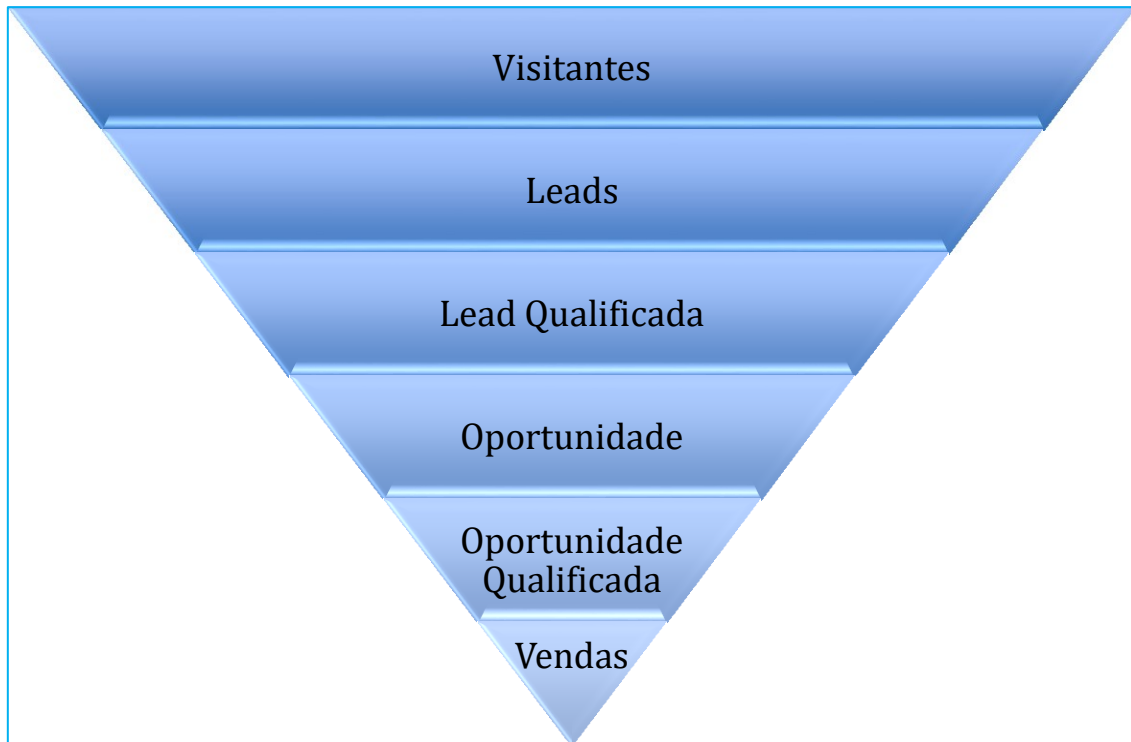 Visitantes
Leads
Lead Qualificada
Oportunidade
Oportunidade
Qualificada
Vendas